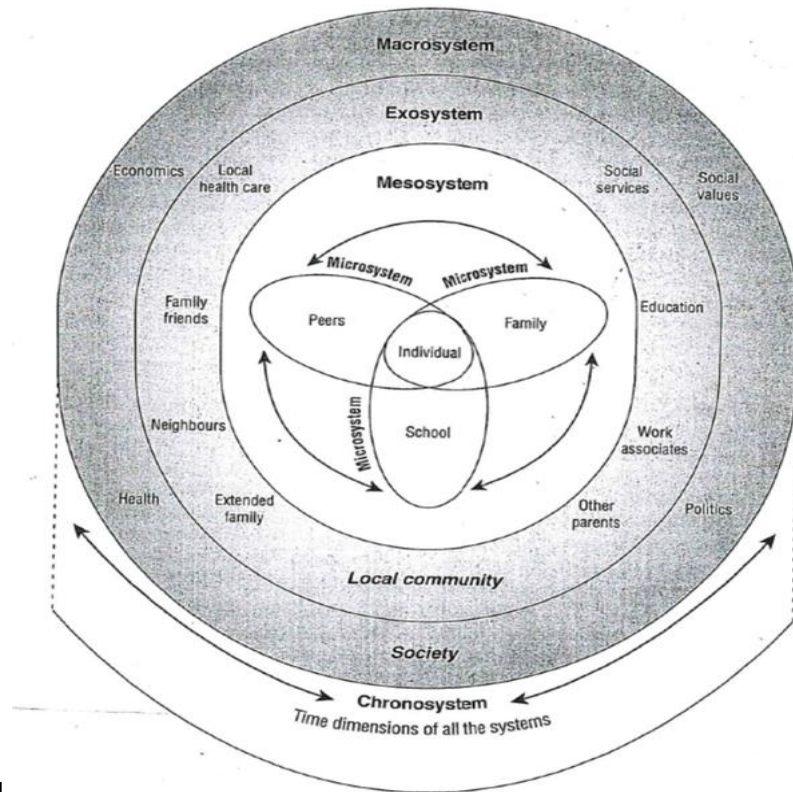 Macrosystem
Exosystem
Economics
Local
health care
Mesosystem
Social
services
Social
values
Microsystem
Microsystem
Family
friends
Peers
Family
Education
Individual
Microsystem
School
Neighbours
Work
associates
Health
Extended
family
Other
parents
Politics
Local community
Society
Chronosystem
Time dimensions of all the systems